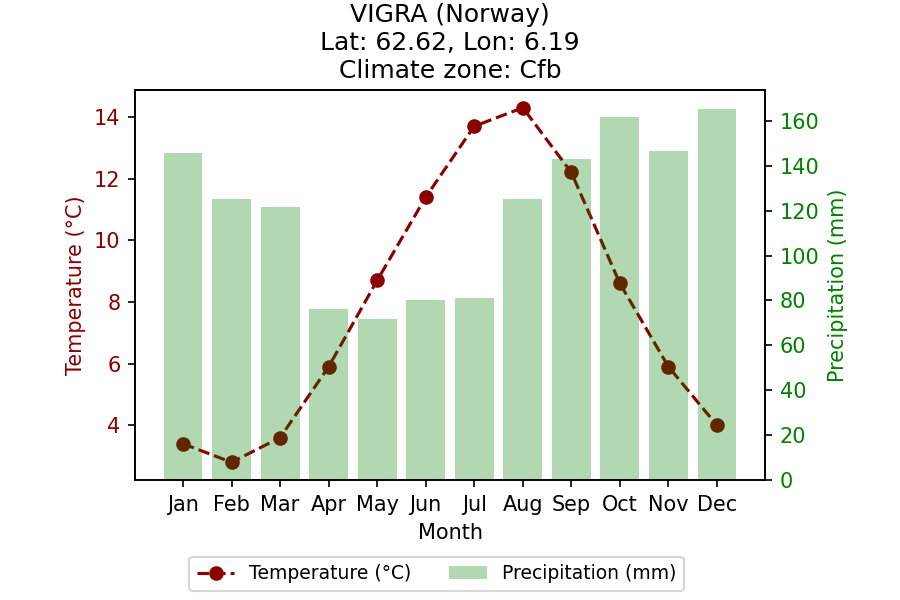 VIGRA (Norway)
Lat: 62.62, Lon: 6.19
Climate zone: Cfb
14
12
10
8
6
4
Temperature (°C)
160
140
120
100
80
60
40
20
0
Precipitation (mm)
Jan Feb Mar Apr May Jun Jul Aug Sep Oct Nov Dec
Month
Temperature (°C) Precipitation (mm)